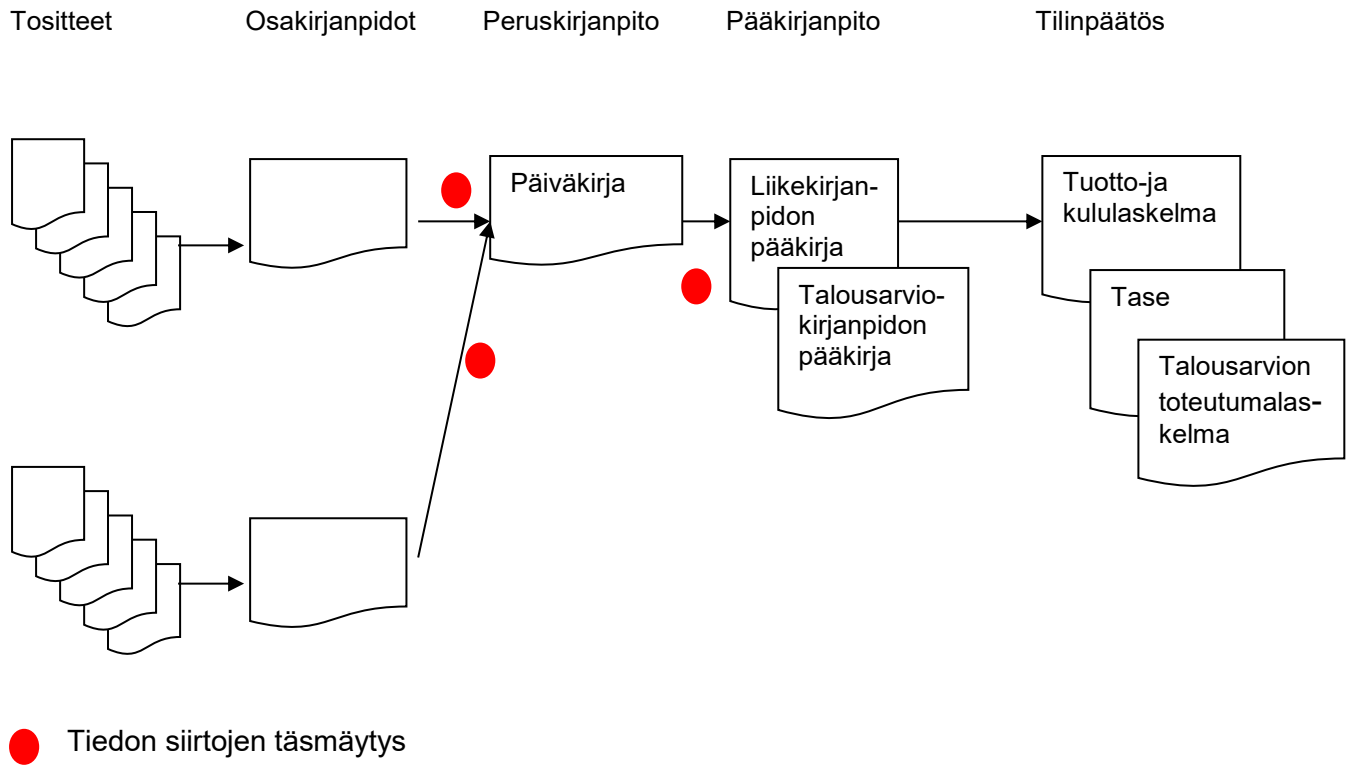 Tositteet
Osakirjanpidot
Peruskirjanpito
Pääkirjanpito
Tilinpäätös
Päiväkirja
Liikekirjan-
pidon
pääkirja
Talousarvio-
kirjanpidon
pääkirja
Tuotto-ja
kululaskelma
Tase
Talousarvion
toteutumalas-
kelma
Tiedon siirtojen täsmäytys